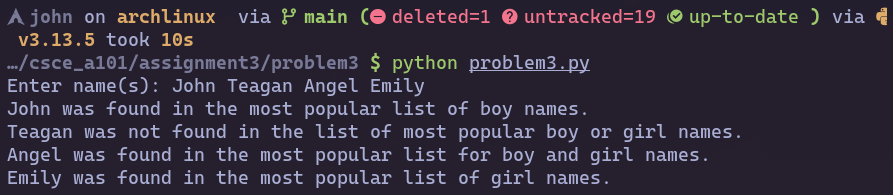 john on archlinux via main (deleted=1 untracked=19 up-to-date ) via
v3.13.5 took 10s
…/csce_a101/assignment3/problem3 $ python problem3.py
Enter name(s): John Teagan Angel Emily
John was found in the most popular list of boy names.
Teagan was not found in the list of most popular boy or girl names.
Angel was found in the most popular list for boy and girl names.
Emily was found in the most popular list of girl names.